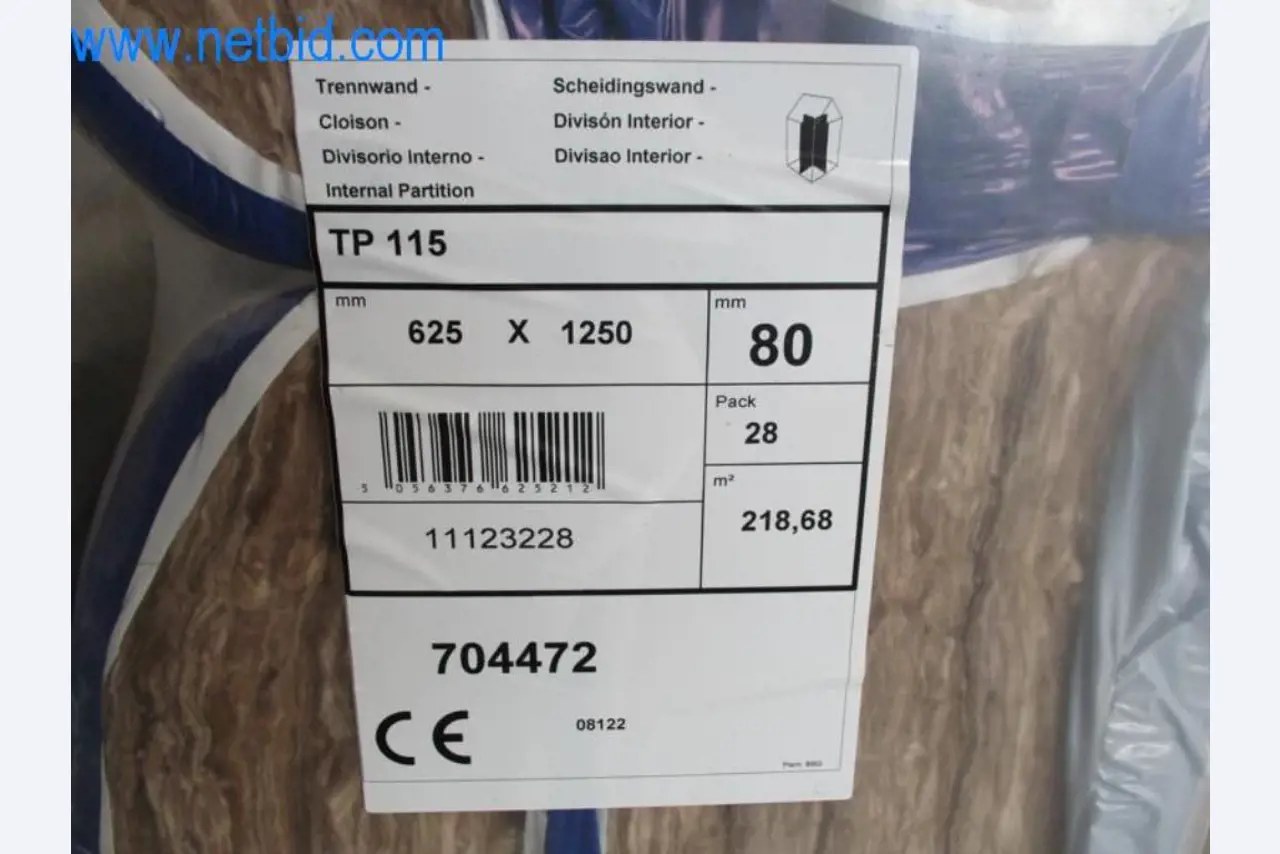 www.netbid.com
Trennwand - Scheidingswand -
Cloison - Divisón Interior -
Divisorio Interno - Divisao Interior -
Internal Partition
TP 115
mm
625 X 1250
mm
80
Pack
28
5 056376 625212
m²
218,68
11123228
704472
CE
08122